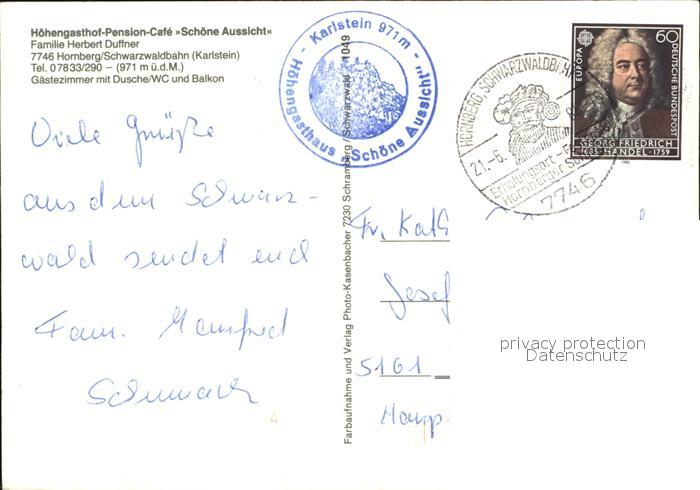 Höhengasthof-Pension-Café »Schöne Aussicht«
Familie Herbert Duffner
7746 Hornberg/Schwarzwaldbahn (Karlstein)
Tel. 07833/290 – (971 m ü.d.M.)
Gästezimmer mit Dusche/WC und Balkon
Viele Grüße
aus dem Schwarz-
wald sendet euch
Fam. Manfred
Farbaufnahme und Verlag Photo-Kasenbacher 7230 Schramberg / Schwarzwald 1049
- Karlstein 971m -
Höhengasthaus „Schöne Aussicht"
HORNBERG, SCHWARZWALDBAHN
21.-6.
Erholungsort
Hornberger
7746
EUROPA
60
DEUTSCHE BUNDESPOST
GEORG FRIEDRICH
1685 HÄNDEL 1759
Fr. Kath
Josef
5161
Haup
privacy protection
Datenschutz